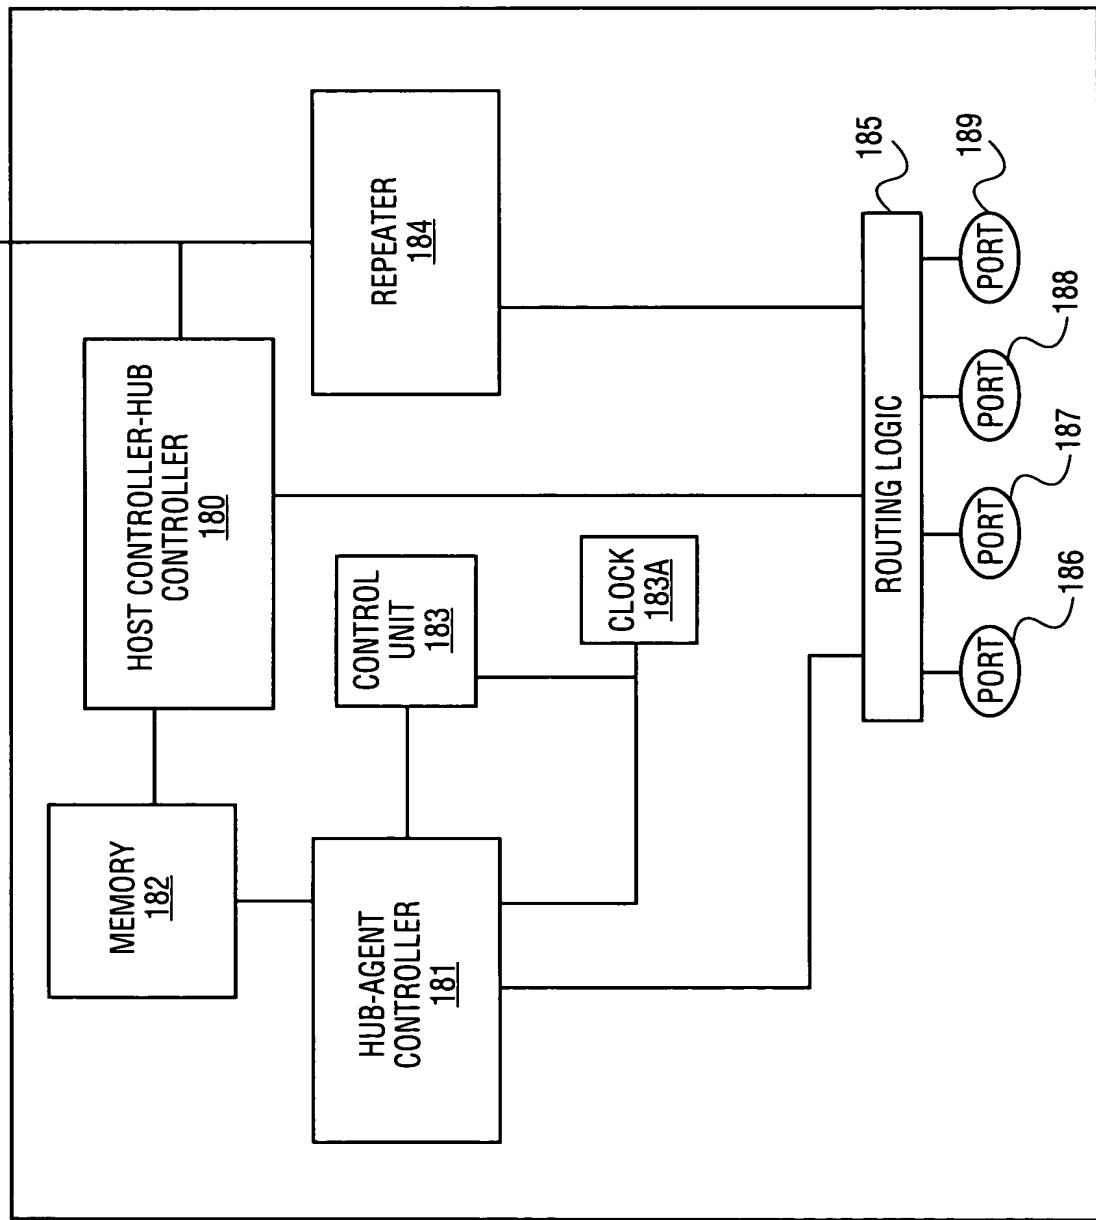 HOST CONTROLLER-HUB
CONTROLLER
180
MEMORY
182
REPEATER
184
HUB-AGENT
CONTROLLER
181
CONTROL
UNIT
183
CLOCK
183A
ROUTING LOGIC
185
PORT
186
PORT
187
PORT
188
PORT
189